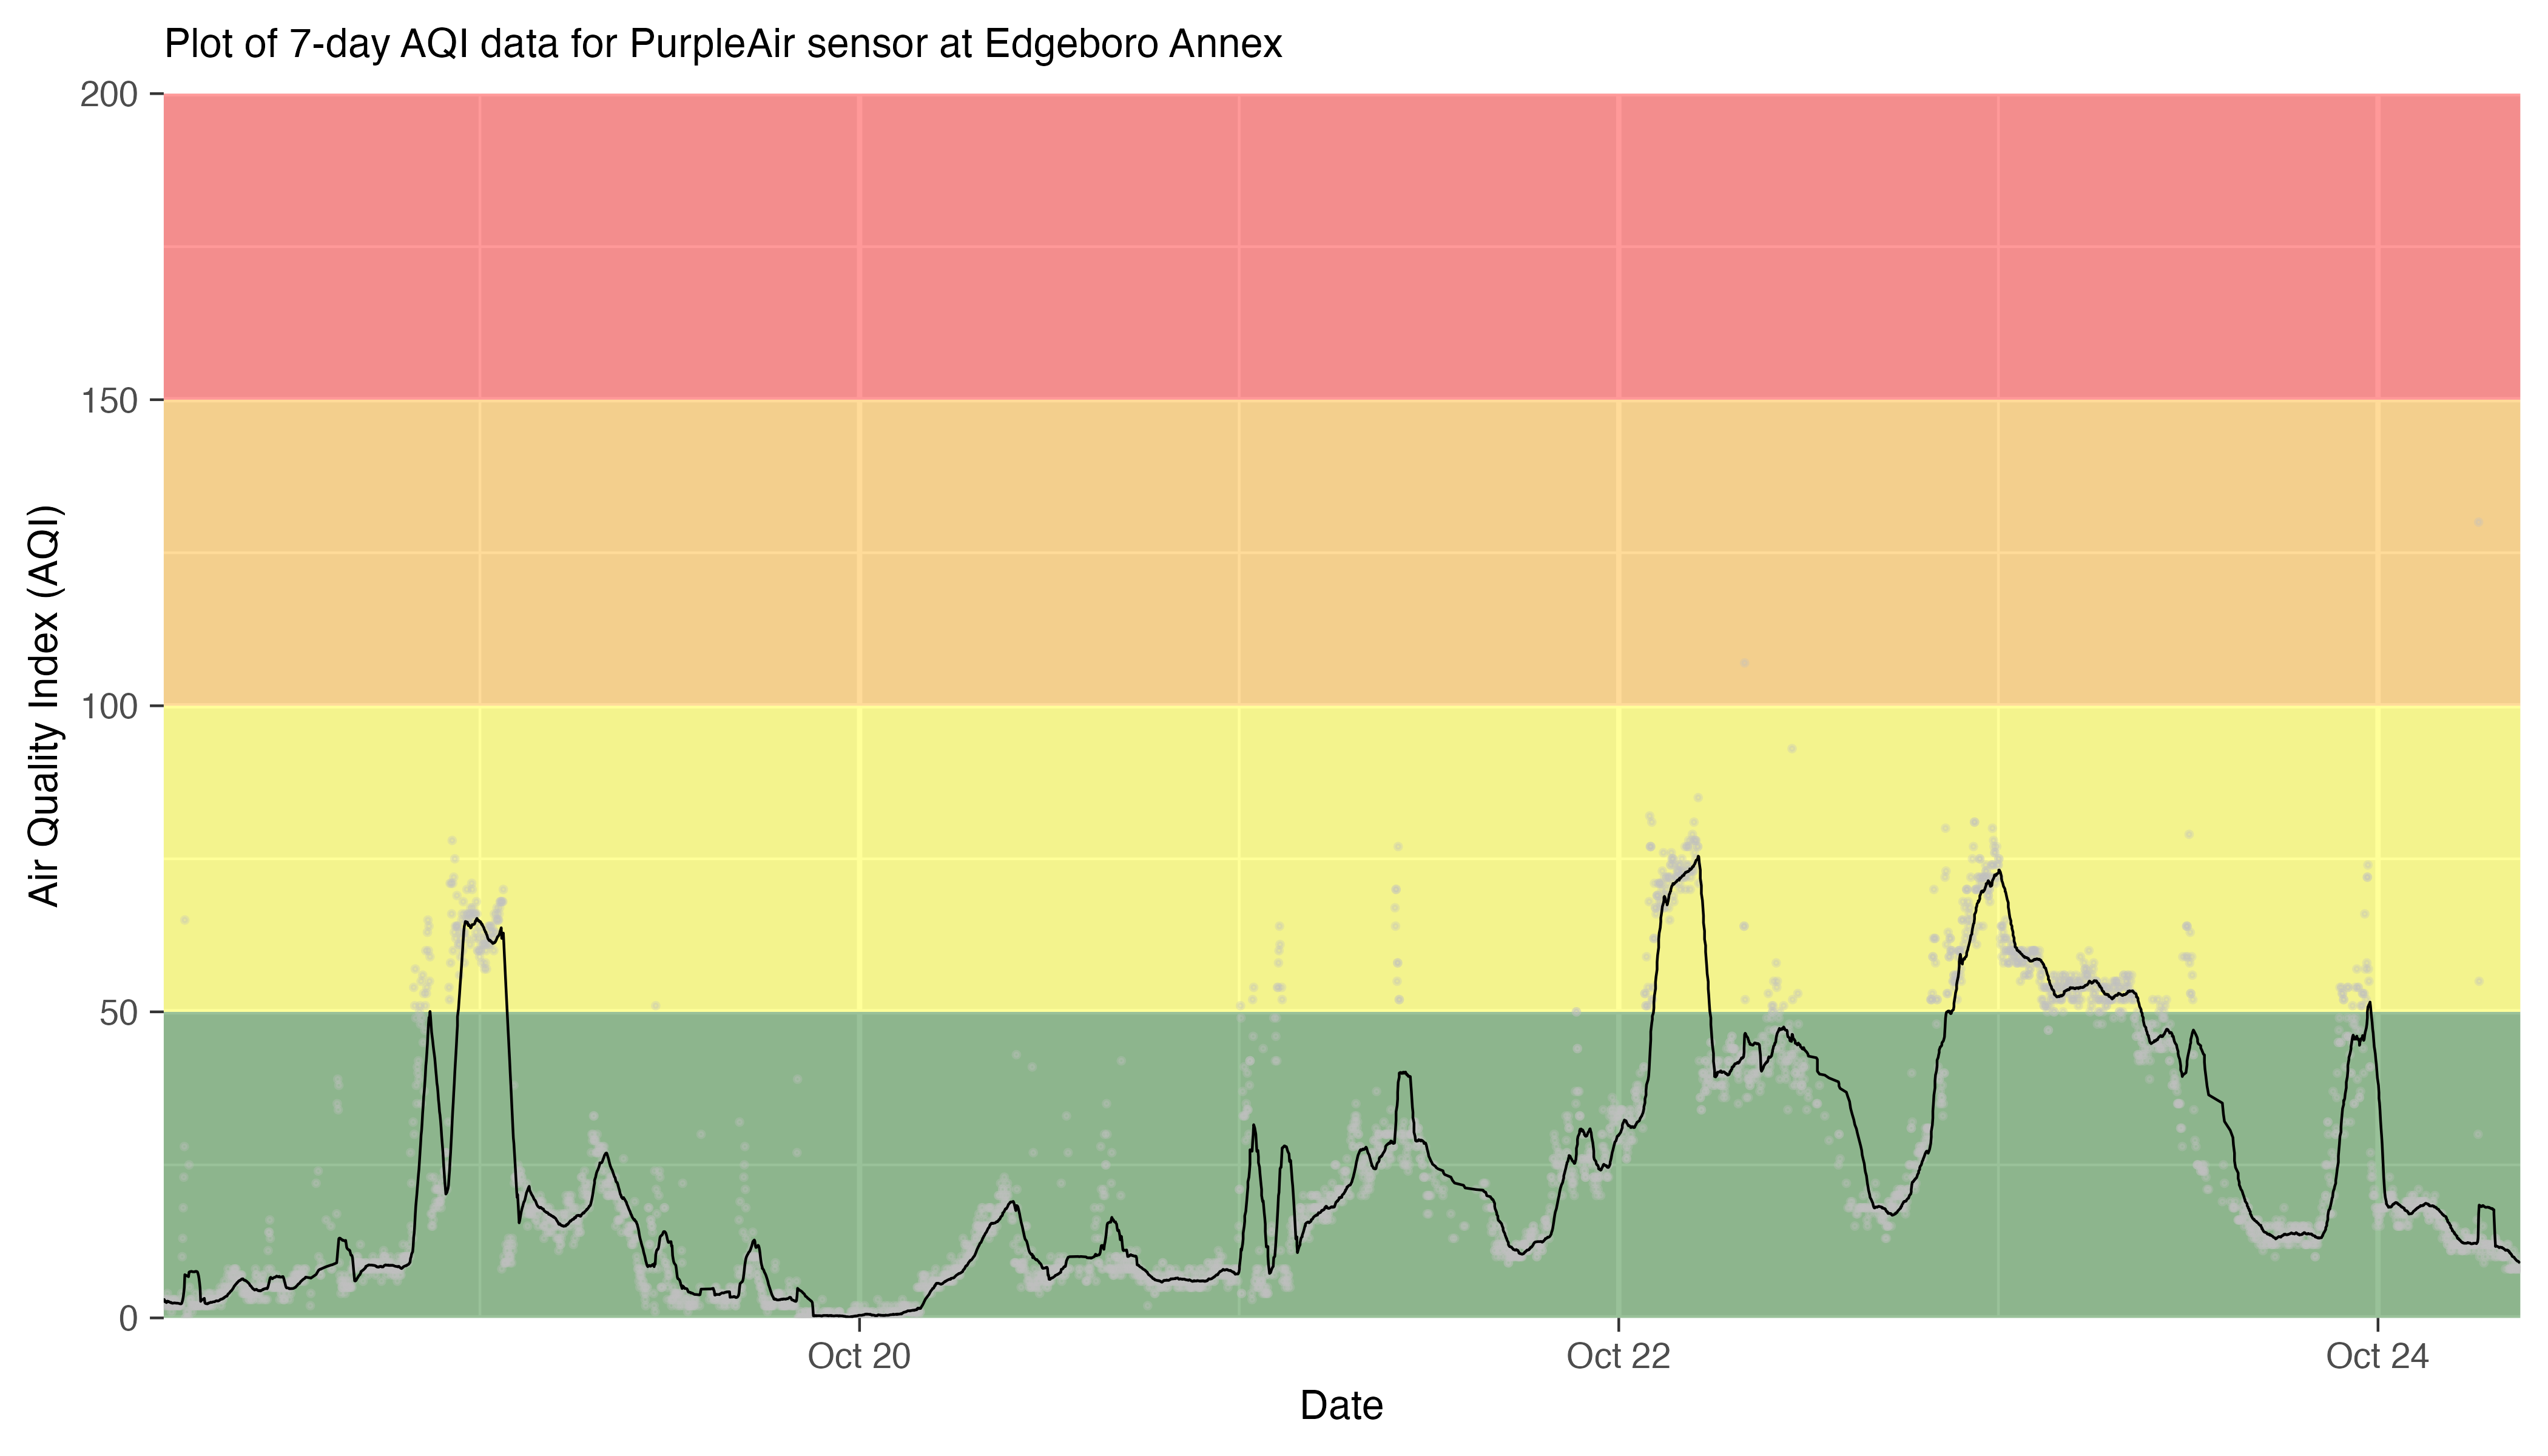 Plot of 7-day AQI data for PurpleAir sensor at Edgeboro Annex
Air Quality Index (AQI)
200
150
100
50
0
Oct 20
Oct 22
Oct 24
Date